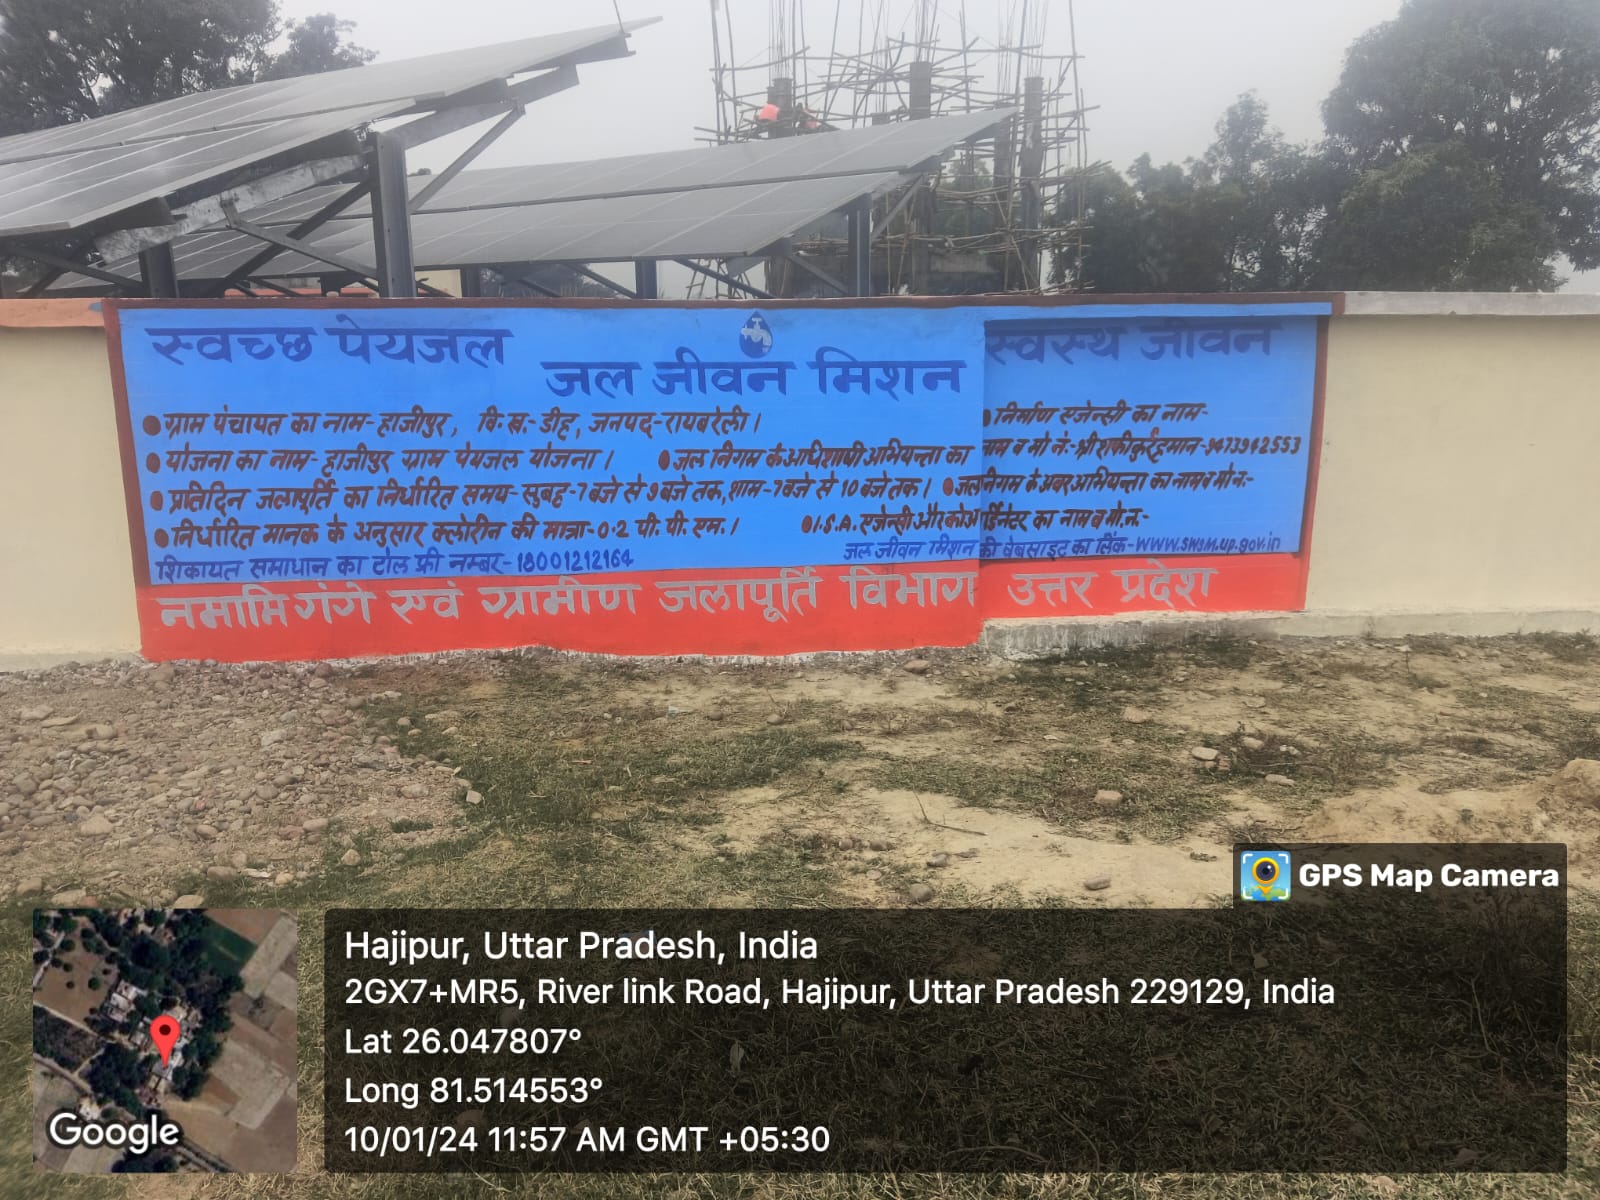 स्वच्छ पेयजल
स्वस्थ जीवन
जल जीवन मिशन
ग्राम पंचायत का नाम-हाजीपुर, वि.ख.-डीह, जनपद-रायबरेली।
निर्माण एजेन्सी का नाम-
योजना का नाम-हाजीपुर ग्राम पेयजल योजना।
जल निगम के अधिशाषी अभियन्ता का नाम व मो नं:-श्री शफीकुर्रहमान-9473942553
प्रतिदिन जलापूर्ति का निर्धारित समय-सुबह-7 बजे से 9 बजे तक, शाम-7 बजे से 10 बजे तक।
जल निगम के अवर अभियन्ता का नाम व मो नं:-
निर्धारित मानक के अनुसार क्लोरीन की मात्रा-0.2 पी. पी. एम.।
I.S.A. एजेन्सी और कोआर्डिनेटर का नाम व मो.नं:-
शिकायत समाधान का टोल फ्री नम्बर-18001212164
जल जीवन मिशन की वेबसाइट का लिंक-www.swsm.up.gov.in
नमामि गंगे एवं ग्रामीण जलापूर्ति विभाग उत्तर प्रदेश
GPS Map Camera
Hajipur, Uttar Pradesh, India
2GX7+MR5, River link Road, Hajipur, Uttar Pradesh 229129, India
Lat 26.047807°
Long 81.514553°
10/01/24 11:57 AM GMT +05:30
Google